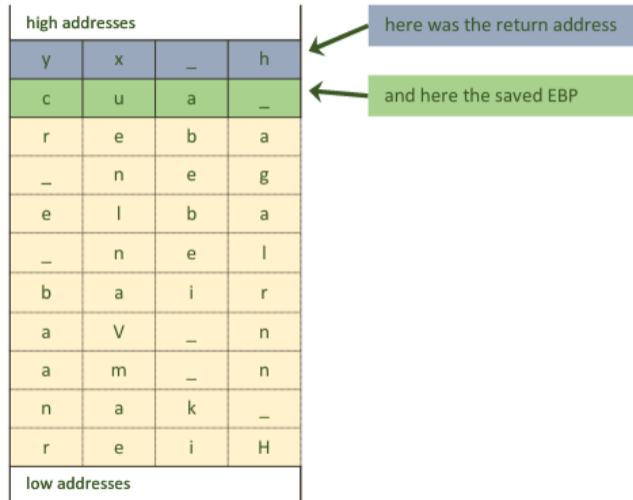 high addresses
here was the return address
y x _ h
c u a _
and here the saved EBP
r e b a
_ n e g
e l b a
_ n e l
b a i r
a V _ n
a m _ n
n a k _
r e i H
low addresses